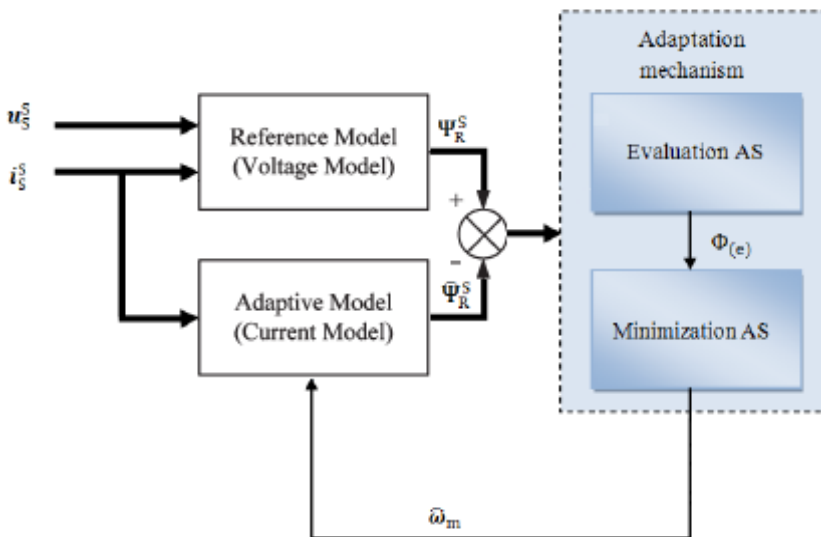 Adaptation
mechanism
u_S^S
i_S^S
Reference Model
(Voltage Model)
Ψ_R^S
+
−
Evaluation AS
Φ(e)
Adaptive Model
(Current Model)
Ψ̂_R^S
Minimization AS
ω̂_m